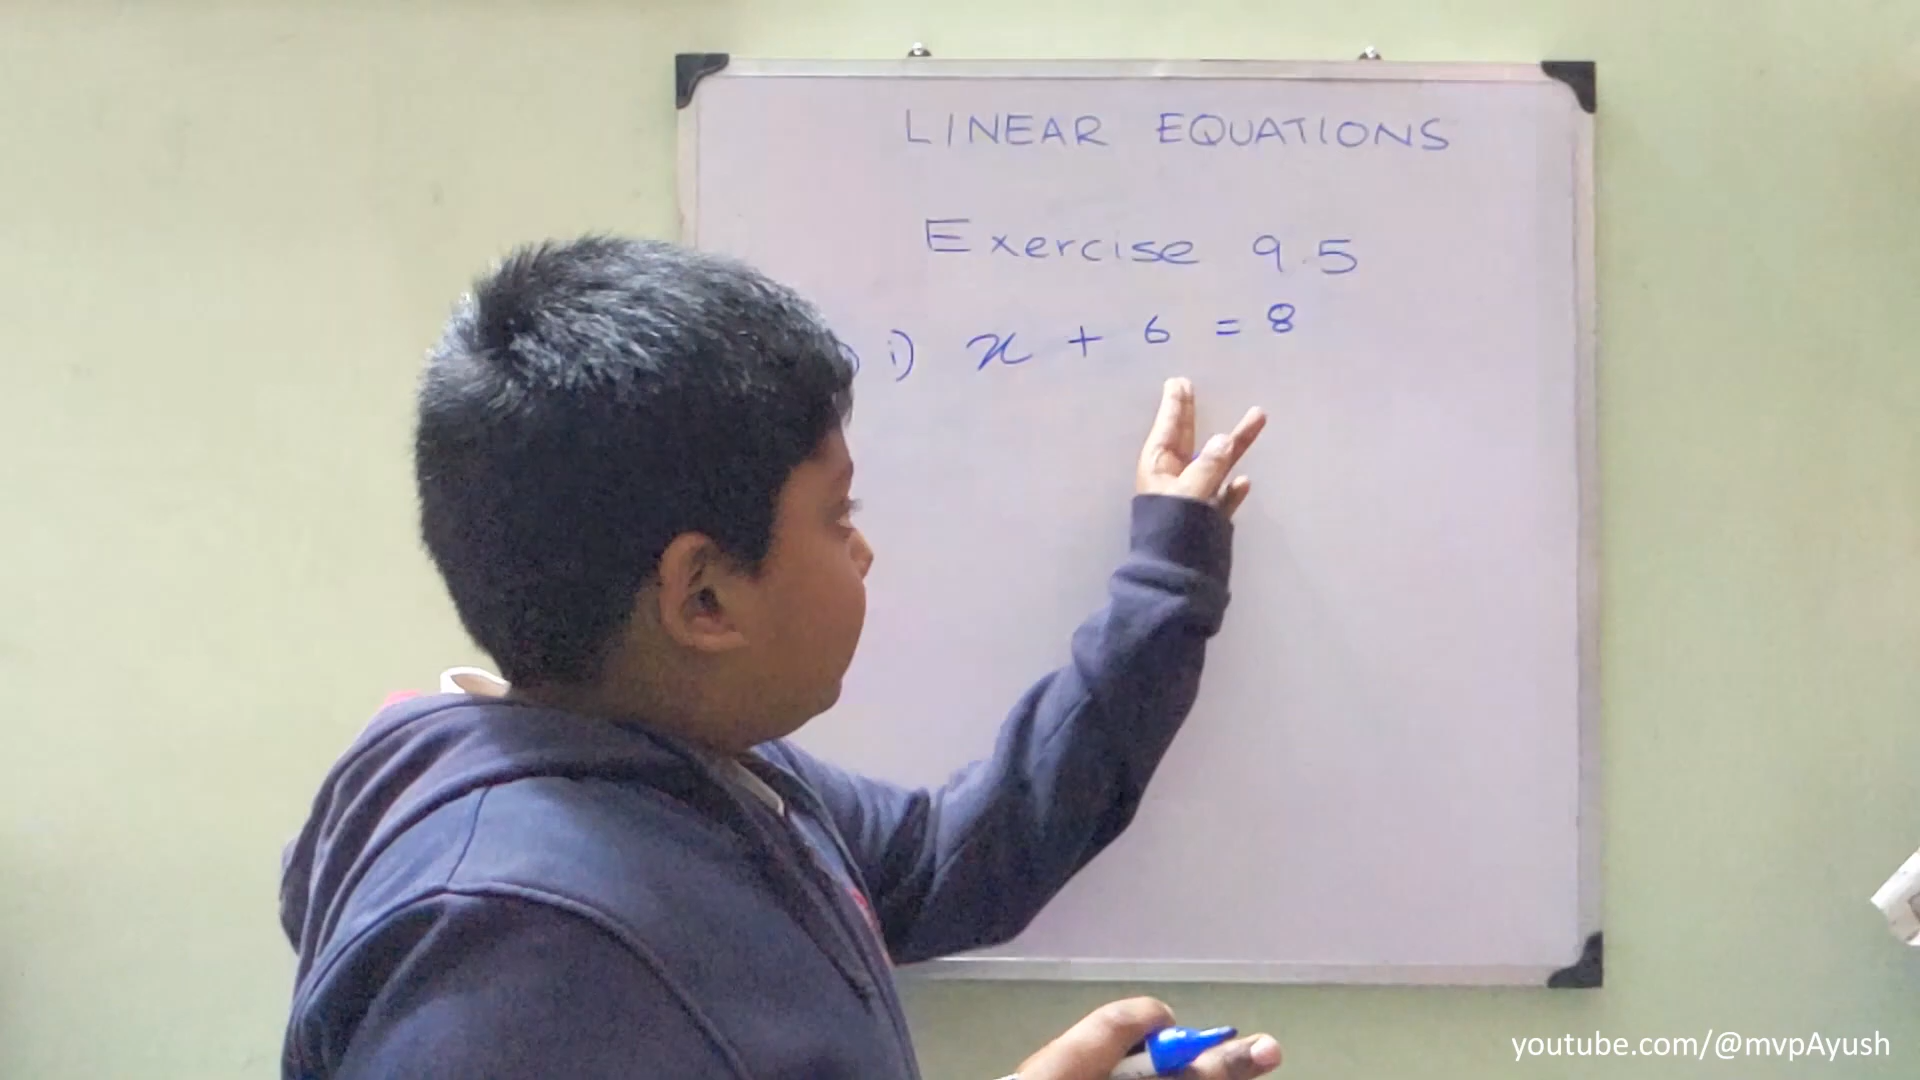 LINEAR EQUATIONS
Exercise 9.5
) i) x + 6 = 8
youtube.com/@mvpAyush